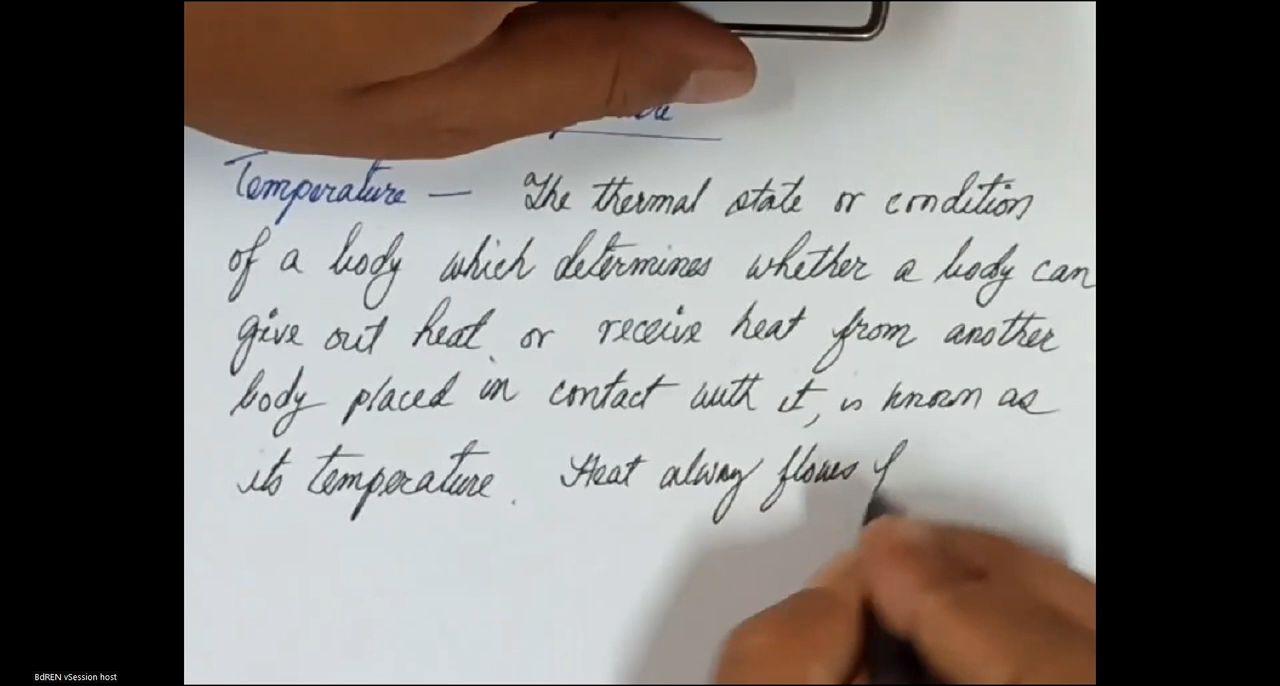 Temperature — The thermal state or condition
of a body which determines whether a body can
give out heat or receive heat from another
body placed in contact with it, is known as
its temperature. Heat alway flows f
BdREN vSession host